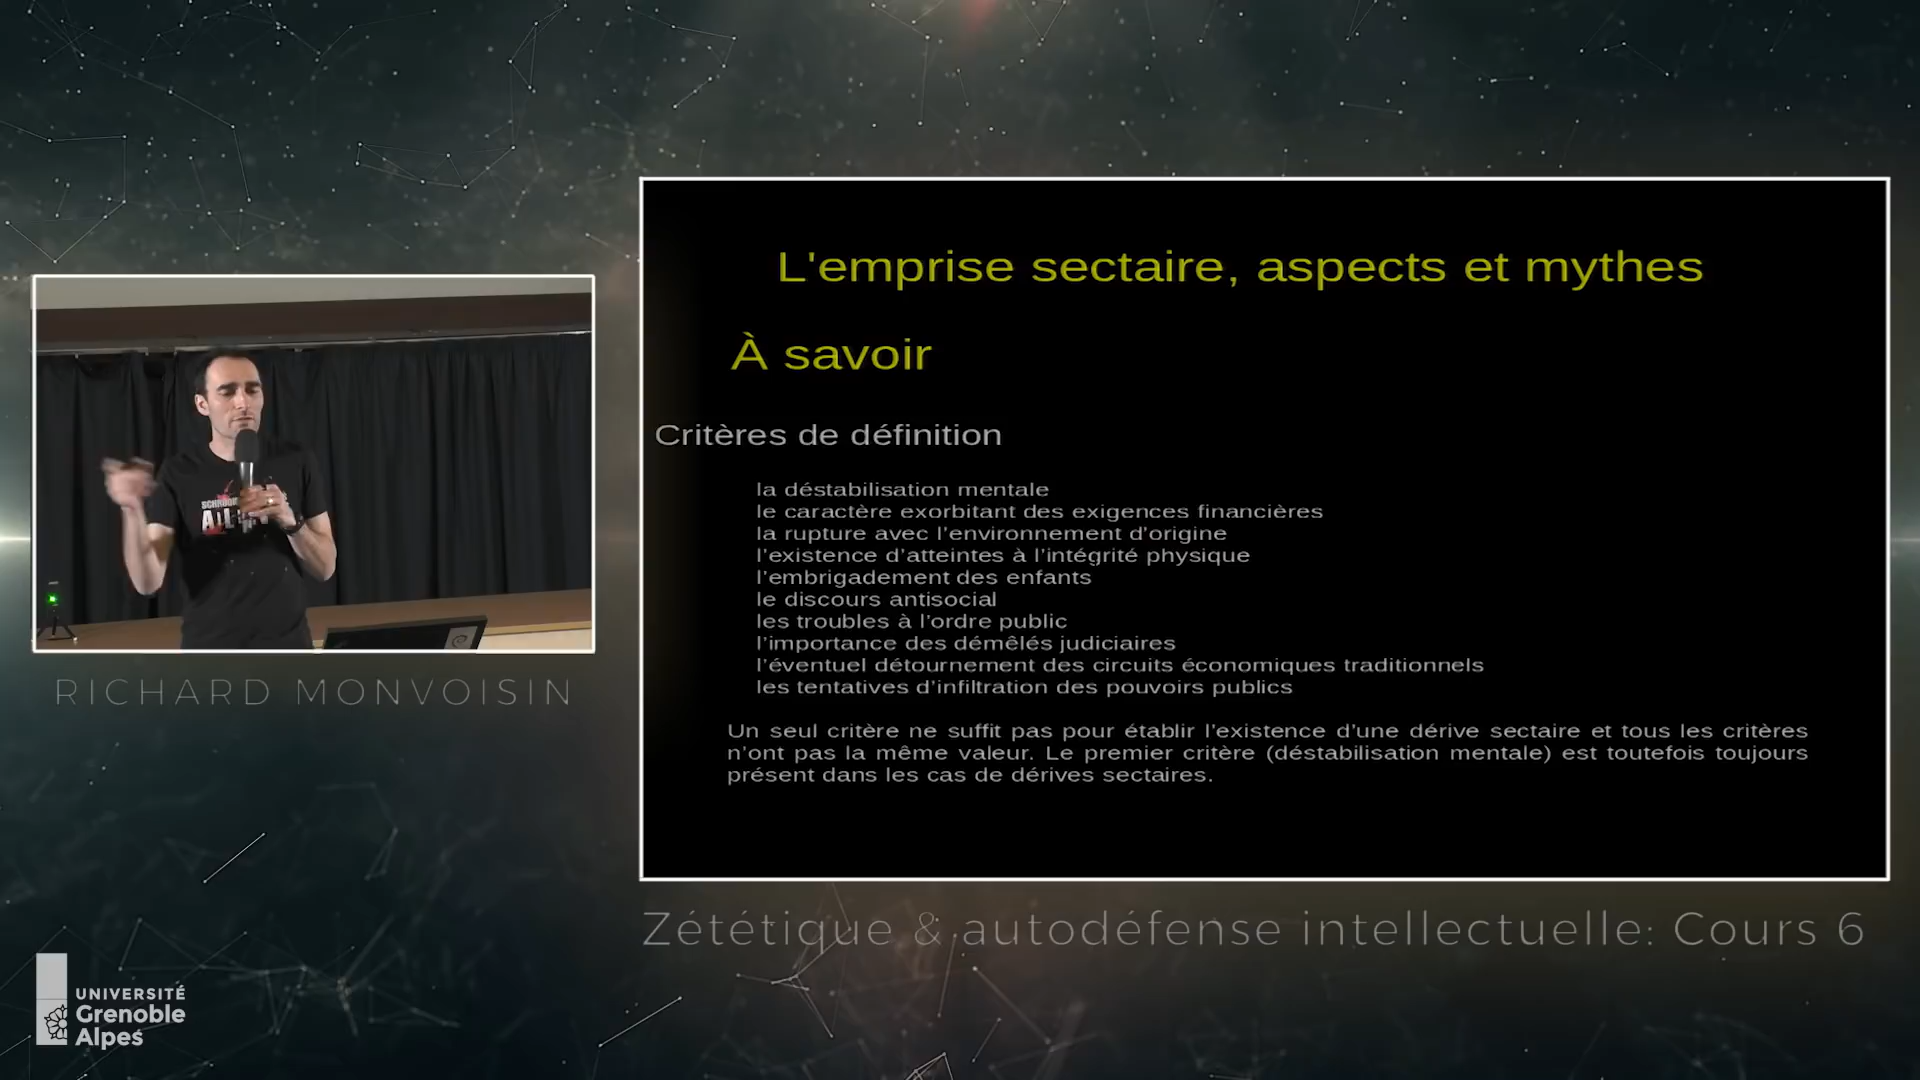 L'emprise sectaire, aspects et mythes
À savoir
Critères de définition
la déstabilisation mentale
le caractère exorbitant des exigences financières
la rupture avec l'environnement d'origine
l'existence d'atteintes à l'intégrité physique
l'embrigadement des enfants
le discours antisocial
les troubles à l'ordre public
l'importance des démêlés judiciaires
l'éventuel détournement des circuits économiques traditionnels
les tentatives d'infiltration des pouvoirs publics
Un seul critère ne suffit pas pour établir l'existence d'une dérive sectaire et tous les critères
n'ont pas la même valeur. Le premier critère (déstabilisation mentale) est toutefois toujours
présent dans les cas de dérives sectaires.
RICHARD MONVOISIN
Zététique & autodéfense intellectuelle: Cours 6
UNIVERSITÉ
Grenoble
Alpes